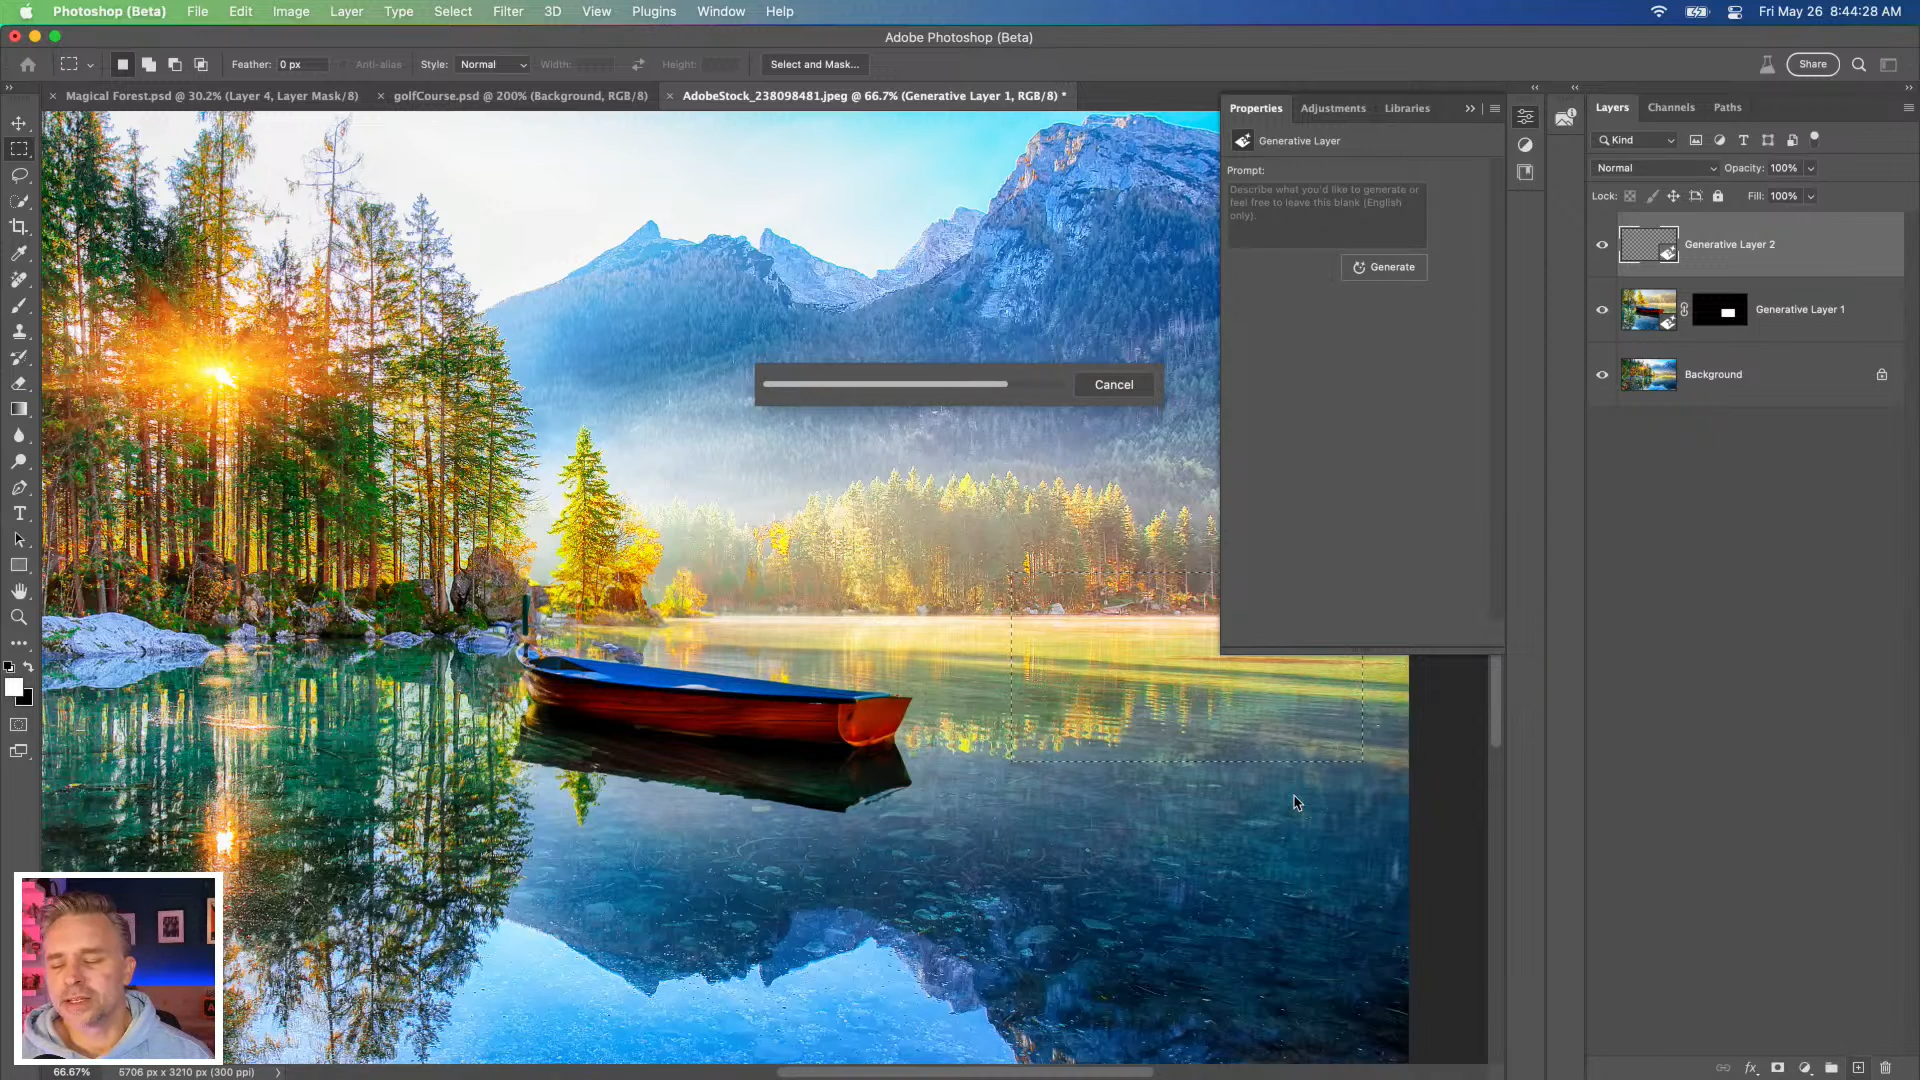 Photoshop (Beta) File Edit Image Layer Type Select Filter 3D View Plugins Window Help Fri May 26 8:44:28 AM
Adobe Photoshop (Beta)
Feather: 0 px Anti-alias Style: Normal Width: Height: Select and Mask... Share
Magical Forest.psd @ 30.2% (Layer 4, Layer Mask/8) golfCourse.psd @ 200% (Background, RGB/8) AdobeStock_238098481.jpeg @ 66.7% (Generative Layer 1, RGB/8) *
Properties Adjustments Libraries
Generative Layer
Prompt:
Describe what you'd like to generate or
feel free to leave this blank (English
only).
Generate
Cancel
Layers Channels Paths
Kind
Normal Opacity: 100%
Lock: Fill: 100%
Generative Layer 2
Generative Layer 1
Background
66.67% 5706 px x 3210 px (300 ppi)
fx